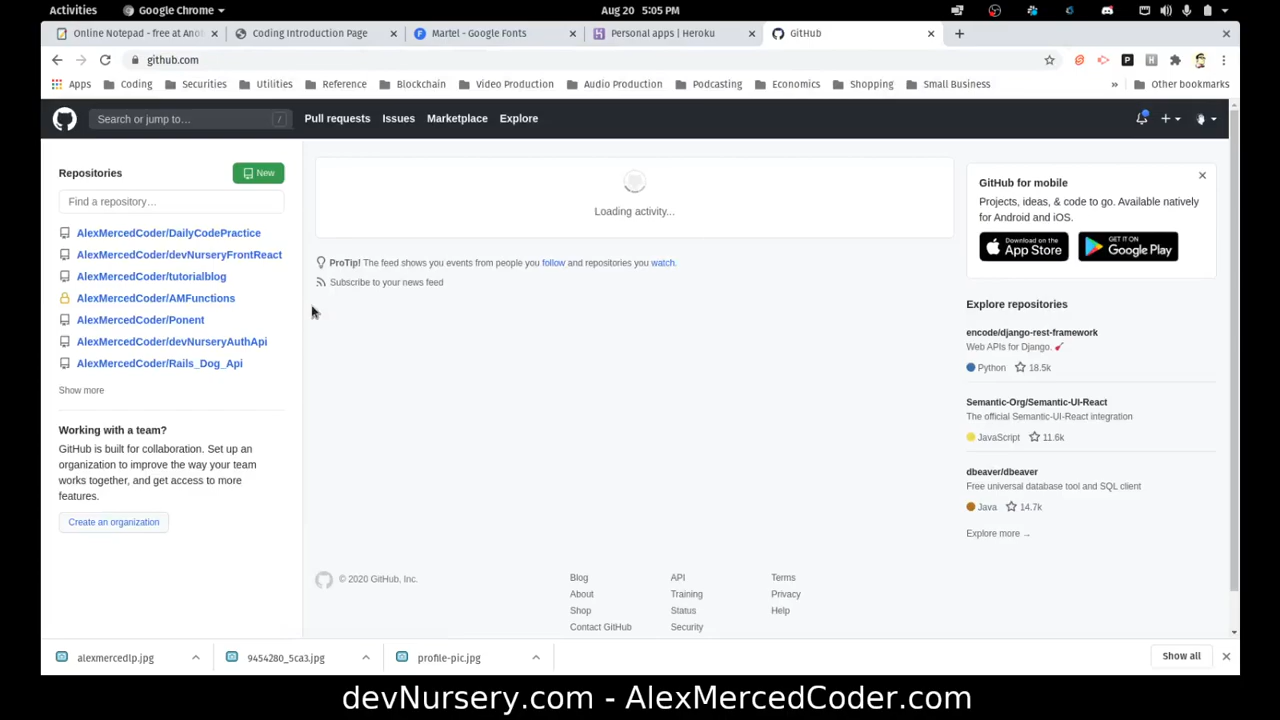 Activities
Google Chrome
Aug 20 5:05 PM
Online Notepad - free at Ano
Coding Introduction Page
Martel - Google Fonts
Personal apps | Heroku
GitHub
github.com
Apps
Coding
Securities
Utilities
Reference
Blockchain
Video Production
Audio Production
Podcasting
Economics
Shopping
Small Business
»
Other bookmarks
Search or jump to…
/
Pull requests
Issues
Marketplace
Explore
Repositories
New
Find a repository…
AlexMercedCoder/DailyCodePractice
AlexMercedCoder/devNurseryFrontReact
AlexMercedCoder/tutorialblog
AlexMercedCoder/AMFunctions
AlexMercedCoder/Ponent
AlexMercedCoder/devNurseryAuthApi
AlexMercedCoder/Rails_Dog_Api
Show more
Working with a team?
GitHub is built for collaboration. Set up an
organization to improve the way your team
works together, and get access to more
features.
Create an organization
Loading activity...
ProTip! The feed shows you events from people you follow and repositories you watch.
Subscribe to your news feed
GitHub for mobile
Projects, ideas, & code to go. Available natively
for Android and iOS.
Download on the
App Store
GET IT ON
Google Play
Explore repositories
encode/django-rest-framework
Web APIs for Django.
Python 18.5k
Semantic-Org/Semantic-UI-React
The official Semantic-UI-React integration
JavaScript 11.6k
dbeaver/dbeaver
Free universal database tool and SQL client
Java 14.7k
Explore more →
© 2020 GitHub, Inc.
Blog
About
Shop
Contact GitHub
API
Training
Status
Security
Terms
Privacy
Help
alexmercedlp.jpg
9454280_5ca3.jpg
profile-pic.jpg
Show all
devNursery.com - AlexMercedCoder.com